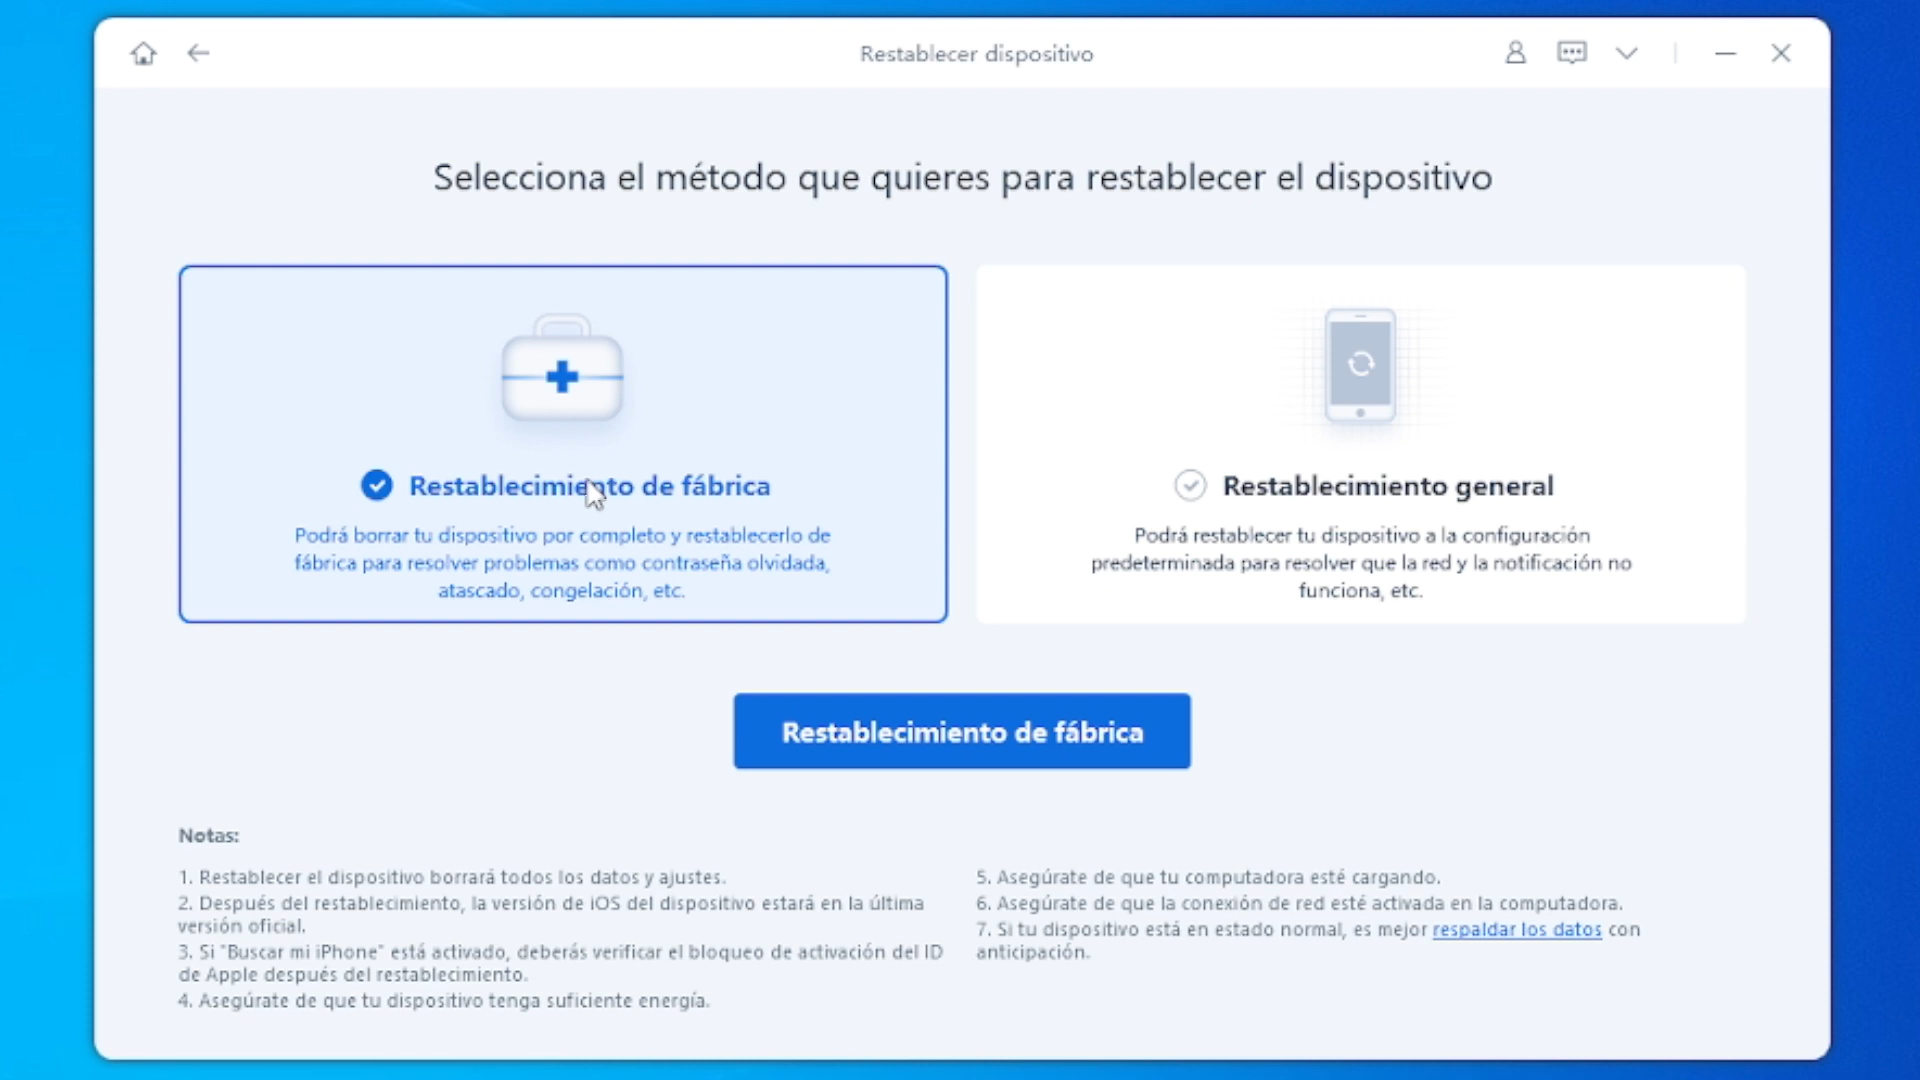 Restablecer dispositivo
Selecciona el método que quieres para restablecer el dispositivo
Restablecimiento de fábrica
Podrá borrar tu dispositivo por completo y restablecerlo de
fábrica para resolver problemas como contraseña olvidada,
atascado, congelación, etc.
Restablecimiento general
Podrá restablecer tu dispositivo a la configuración
predeterminada para resolver que la red y la notificación no
funciona, etc.
Restablecimiento de fábrica
Notas:
1. Restablecer el dispositivo borrará todos los datos y ajustes.
2. Después del restablecimiento, la versión de iOS del dispositivo estará en la última
versión oficial.
3. Si "Buscar mi iPhone" está activado, deberás verificar el bloqueo de activación del ID
de Apple después del restablecimiento.
4. Asegúrate de que tu dispositivo tenga suficiente energía.
5. Asegúrate de que tu computadora esté cargando.
6. Asegúrate de que la conexión de red esté activada en la computadora.
7. Si tu dispositivo está en estado normal, es mejor respaldar los datos con
anticipación.